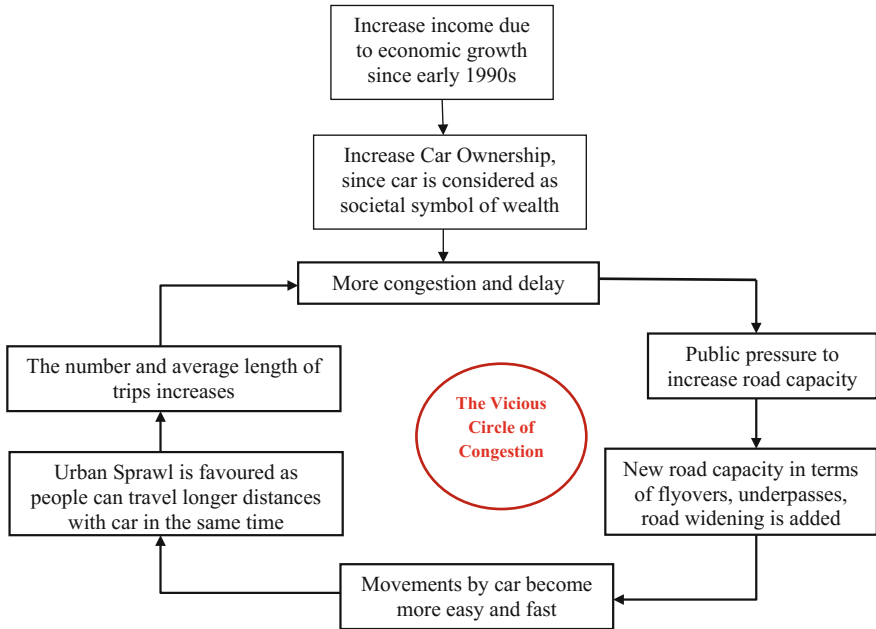 Increase income due
to economic growth
since early 1990s
Increase Car Ownership,
since car is considered as
societal symbol of wealth
More congestion and delay
Public pressure to
increase road capacity
New road capacity in terms
of flyovers, underpasses,
road widening is added
Movements by car become
more easy and fast
Urban Sprawl is favoured as
people can travel longer distances
with car in the same time
The number and average length of
trips increases
The Vicious
Circle of
Congestion